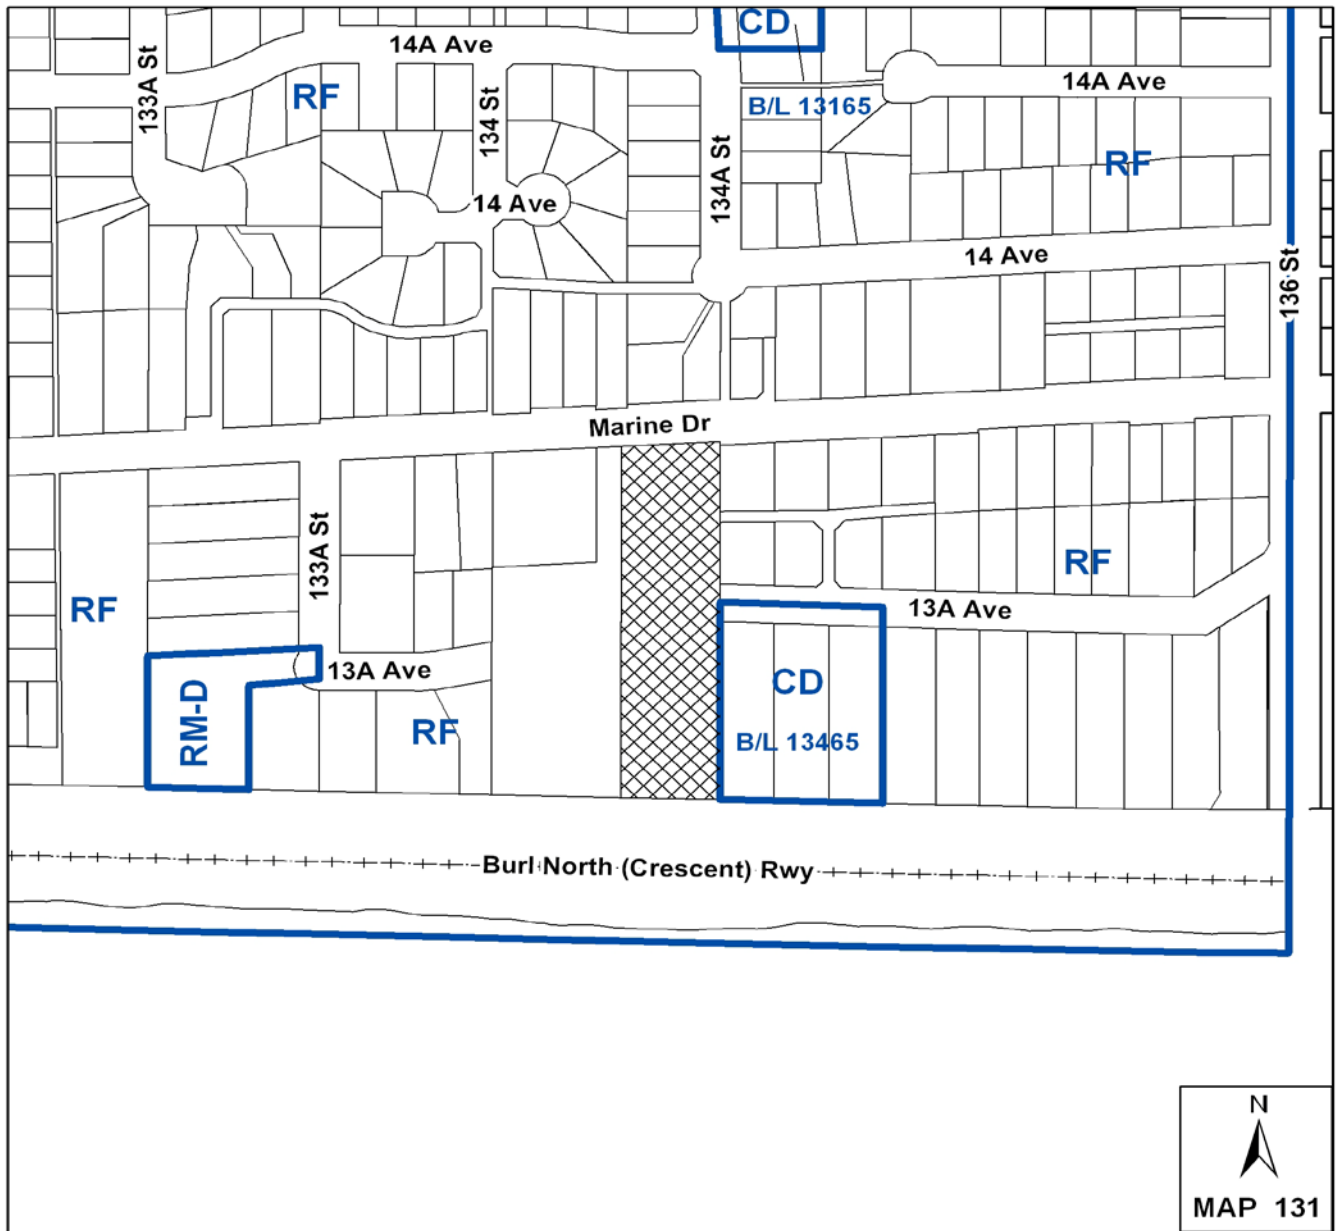 CD
14A Ave
14A Ave
133A St
RF
134 St
B/L 13165
134A St
RF
14 Ave
14 Ave
136 St
Marine Dr
133A St
RF
RF
13A Ave
13A Ave
RM-D
CD
RF
B/L 13465
Burl North (Crescent) Rwy
N
MAP 131